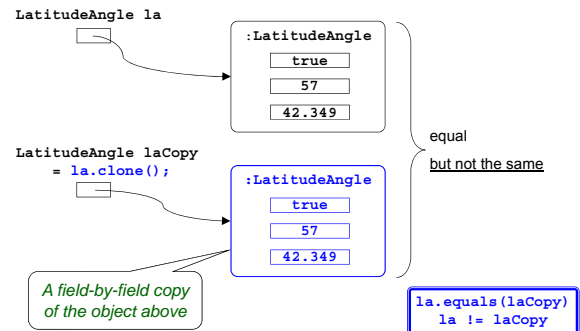 LatitudeAngle la
:LatitudeAngle
true
57
42.349
equal
but not the same
LatitudeAngle laCopy
= la.clone();
:LatitudeAngle
true
57
42.349
A field-by-field copy
of the object above
la.equals(laCopy)
la != laCopy